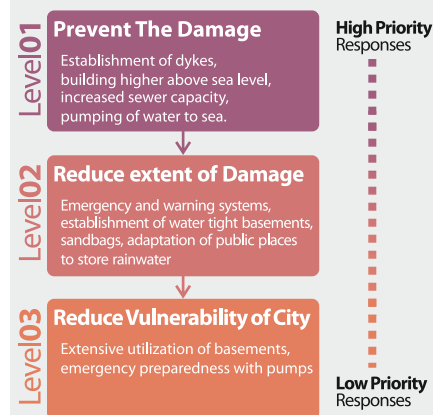 Level01
Prevent The Damage
Establishment of dykes,
building higher above sea level,
increased sewer capacity,
pumping of water to sea.
Level02
Reduce extent of Damage
Emergency and warning systems,
establishment of water tight basements,
sandbags, adaptation of public places
to store rainwater
Level03
Reduce Vulnerability of City
Extensive utilization of basements,
emergency preparedness with pumps
High Priority
Responses
Low Priority
Responses